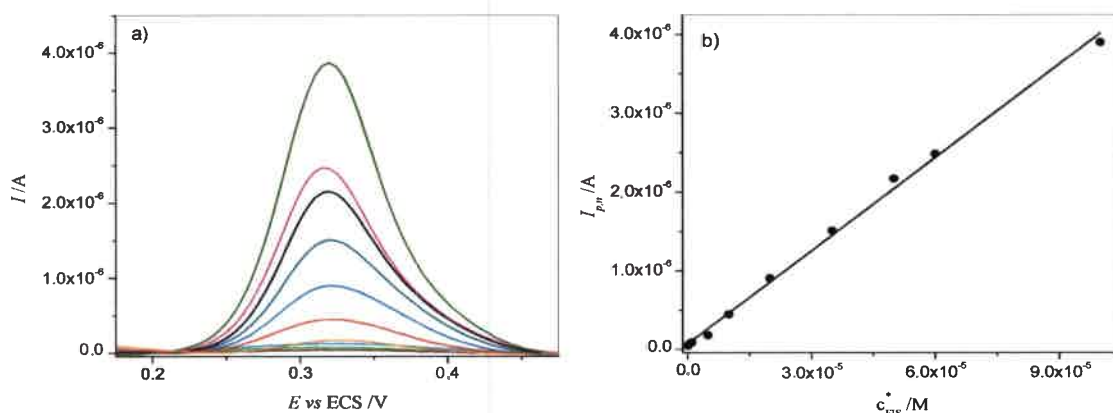 a)
4.0x10⁻⁶
3.0x10⁻⁶
2.0x10⁻⁶
1.0x10⁻⁶
0.0
I /A
0.2
0.3
0,4
E vs ECS /V
b)
4.0x10⁻⁶
3.0x10⁻⁶
2.0x10⁻⁶
1.0x10⁻⁶
0.0
I p,n /A
0.0
3.0x10⁻⁵
6.0x10⁻⁵
9.0x10⁻⁵